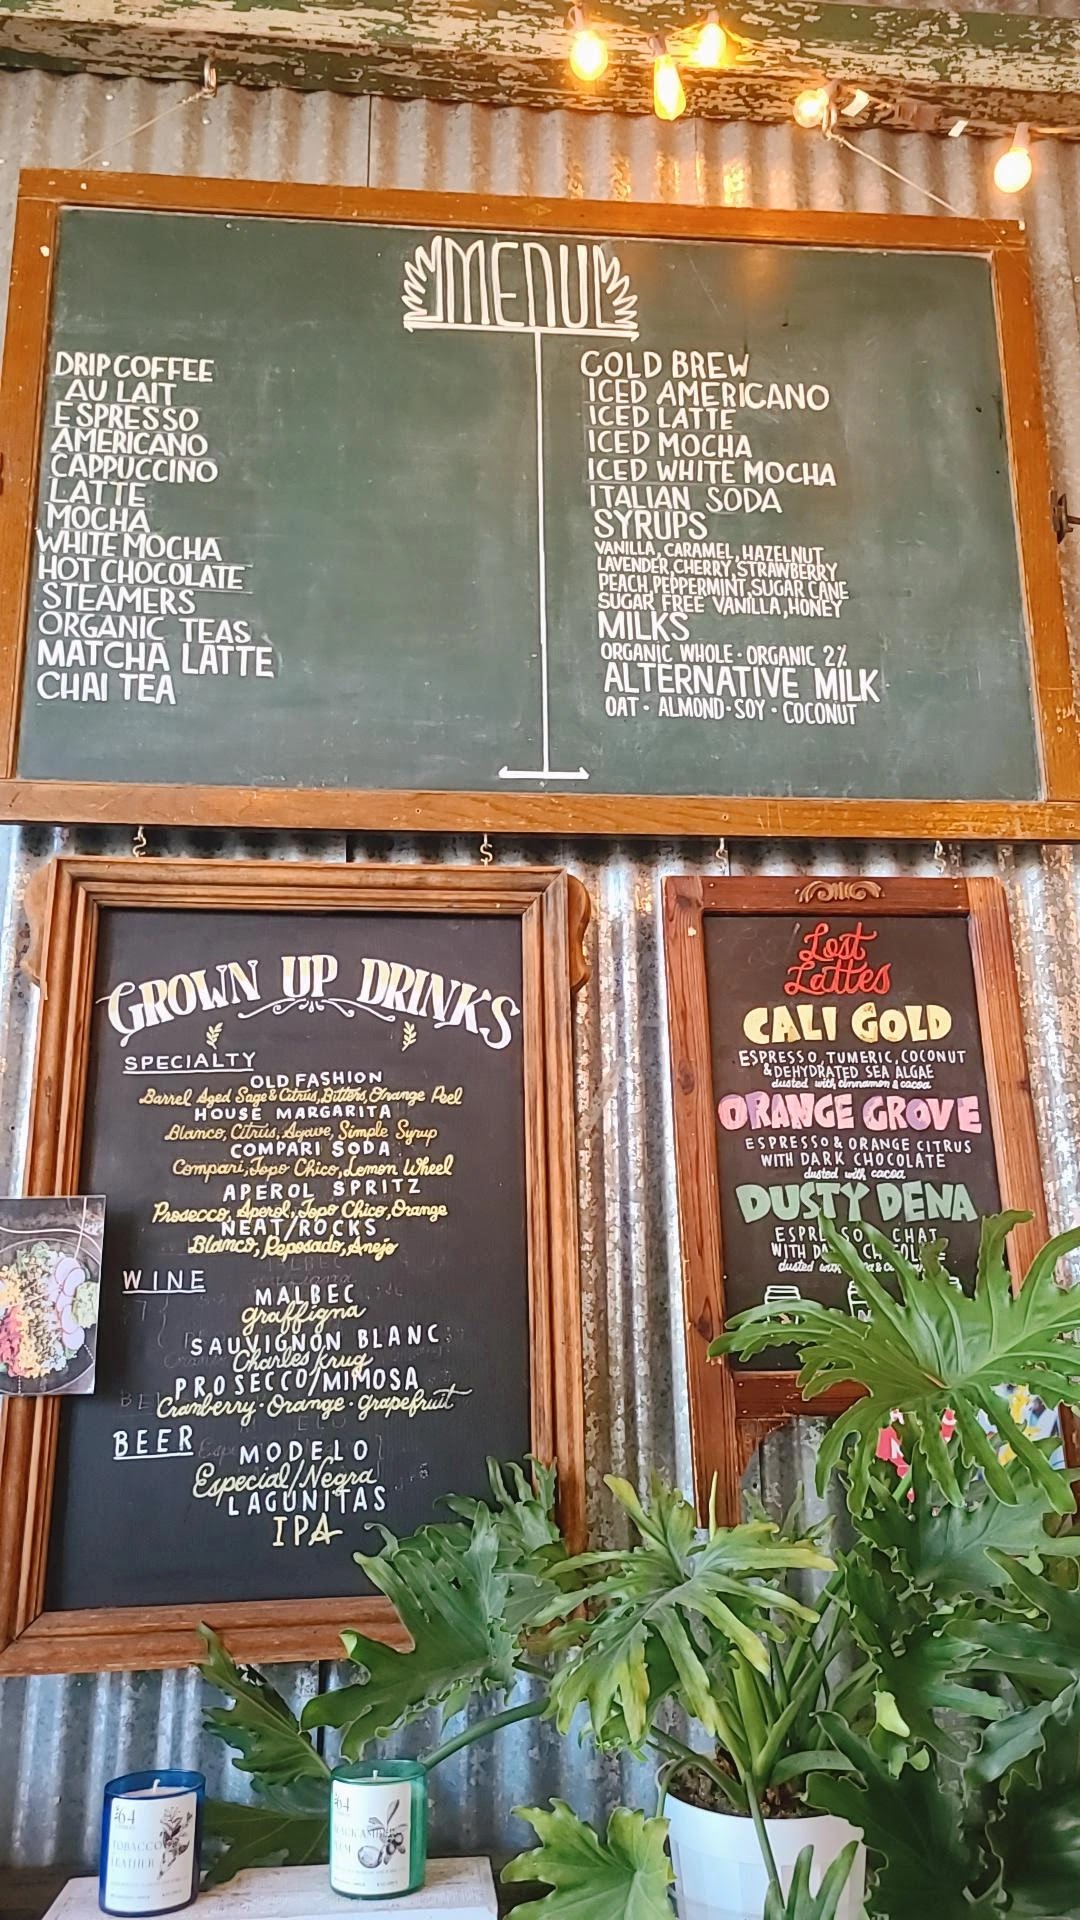 MENU
DRIP COFFEE
AU LAIT
ESPRESSO
AMERICANO
CAPPUCCINO
LATTE
MOCHA
WHITE MOCHA
HOT CHOCOLATE
STEAMERS
ORGANIC TEAS
MATCHA LATTE
CHAI TEA
COLD BREW
ICED AMERICANO
ICED LATTE
ICED MOCHA
ICED WHITE MOCHA
ITALIAN SODA
SYRUPS
VANILLA, CARAMEL, HAZELNUT
LAVENDER, CHERRY, STRAWBERRY
PEACH, PEPPERMINT, SUGAR CANE
SUGAR FREE VANILLA, HONEY
MILKS
ORGANIC WHOLE · ORGANIC 2%
ALTERNATIVE MILK
OAT · ALMOND · SOY · COCONUT
GROWN UP DRINKS
SPECIALTY
OLD FASHION
Barrel Aged Sage & Citrus, Bitters, Orange Peel
HOUSE MARGARITA
Blanco, Citrus, Agave, Simple Syrup
COMPARI SODA
Compari, Topo Chico, Lemon Wheel
APEROL SPRITZ
Prosecco, Aperol, Topo Chico, Orange
NEAT/ROCKS
Blanco, Reposado, Anejo
WINE
MALBEC
graffigna
SAUVIGNON BLANC
Charles Krug
PROSECCO/MIMOSA
Cranberry · Orange · grapefruit
BEER
MODELO
Especial/Negra
LAGUNITAS
IPA
Lost
Lattes
CALI GOLD
ESPRESSO, TUMERIC, COCONUT
& DEHYDRATED SEA ALGAE
dusted with cinnamon & cacoa
ORANGE GROVE
ESPRESSO & ORANGE CITRUS
WITH DARK CHOCOLATE
dusted with cacoa
DUSTY DENA
WITH
dusted with
№64
TOBACCO
LEATHER
64